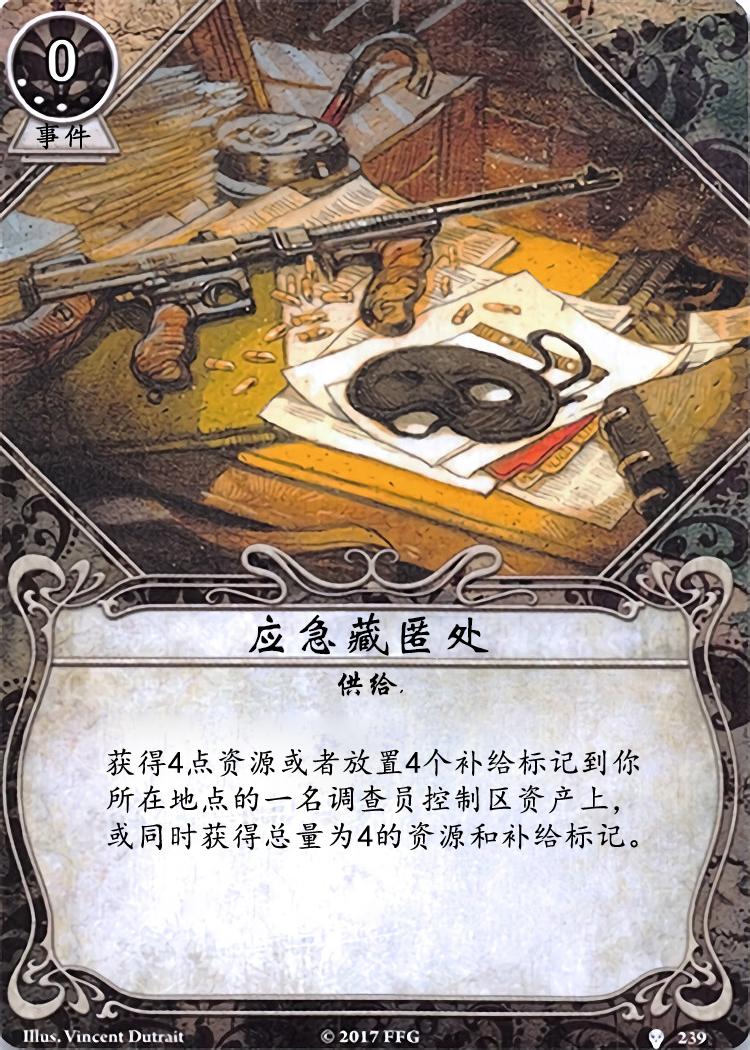 0
事件
应急藏匿处
供给.
获得4点资源或者放置4个补给标记到你
所在地点的一名调查员控制区资产上，
或同时获得总量为4的资源和补给标记。
Illus. Vincent Dutrait
© 2017 FFG
239